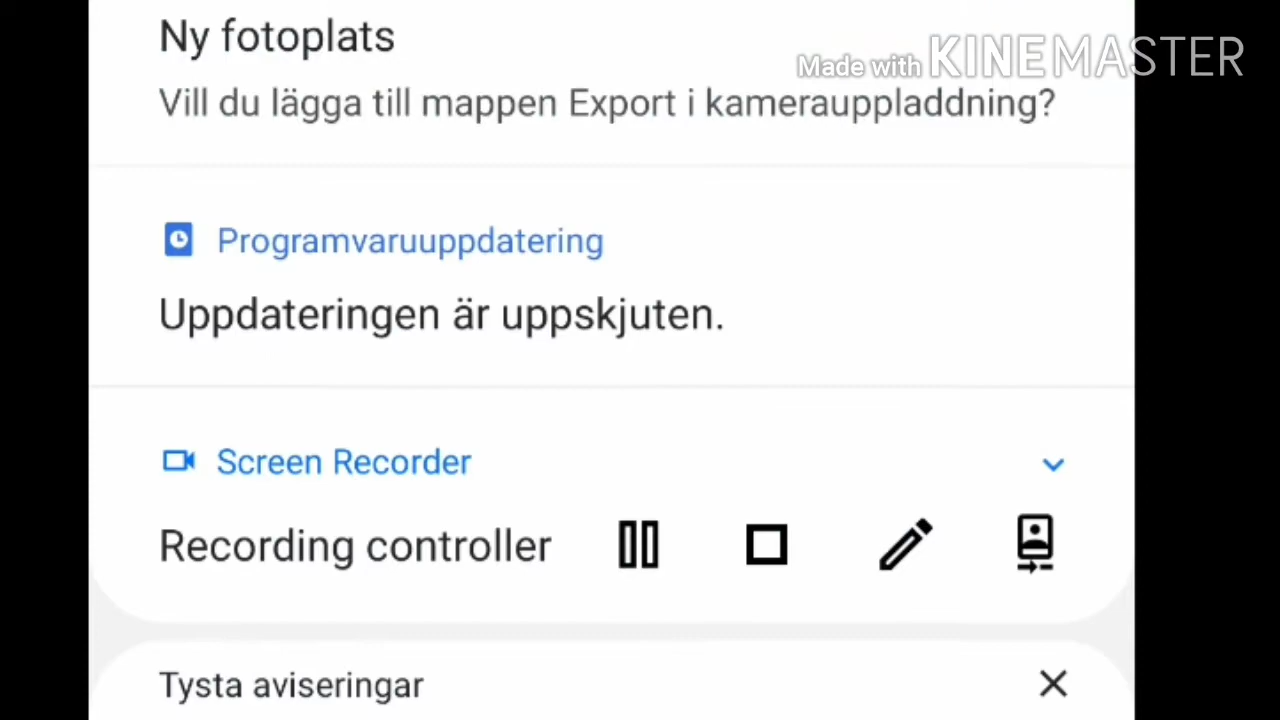 Ny fotoplats
Made with KINEMASTER
Vill du lägga till mappen Export i kamerauppladdning?
Programvaruuppdatering
Uppdateringen är uppskjuten.
Screen Recorder
Recording controller
Tysta aviseringar